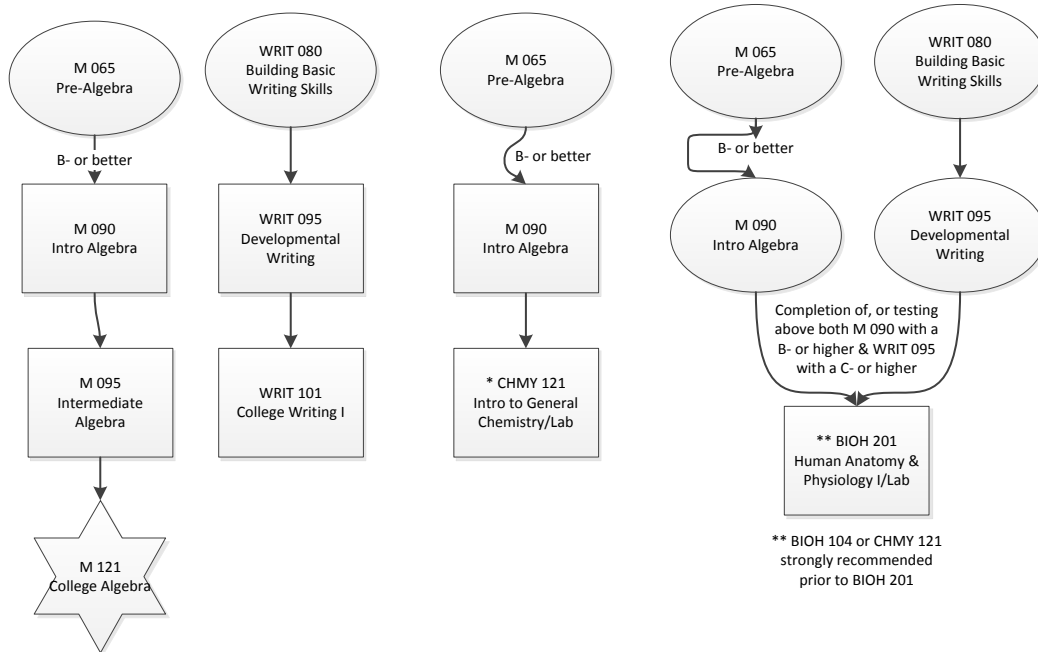 M 065
Pre-Algebra
B- or better
M 090
Intro Algebra
M 095
Intermediate
Algebra
M 121
College Algebra
WRIT 080
Building Basic
Writing Skills
WRIT 095
Developmental
Writing
WRIT 101
College Writing I
M 065
Pre-Algebra
B- or better
M 090
Intro Algebra
* CHMY 121
Intro to General
Chemistry/Lab
M 065
Pre-Algebra
B- or better
M 090
Intro Algebra
WRIT 080
Building Basic
Writing Skills
WRIT 095
Developmental
Writing
Completion of, or testing
above both M 090 with a
B- or higher & WRIT 095
with a C- or higher
** BIOH 201
Human Anatomy &
Physiology I/Lab
** BIOH 104 or CHMY 121
strongly recommended
prior to BIOH 201